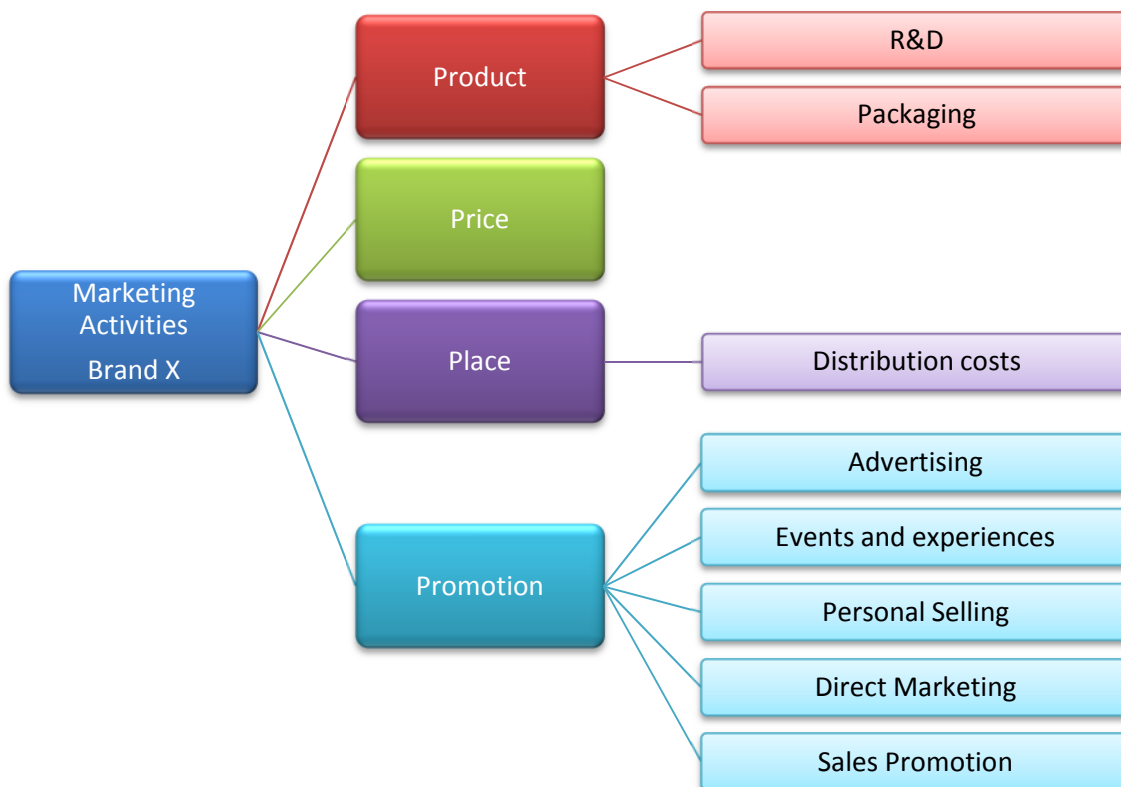 Marketing
Activities
Brand X
Product
R&D
Packaging
Price
Place
Distribution costs
Promotion
Advertising
Events and experiences
Personal Selling
Direct Marketing
Sales Promotion